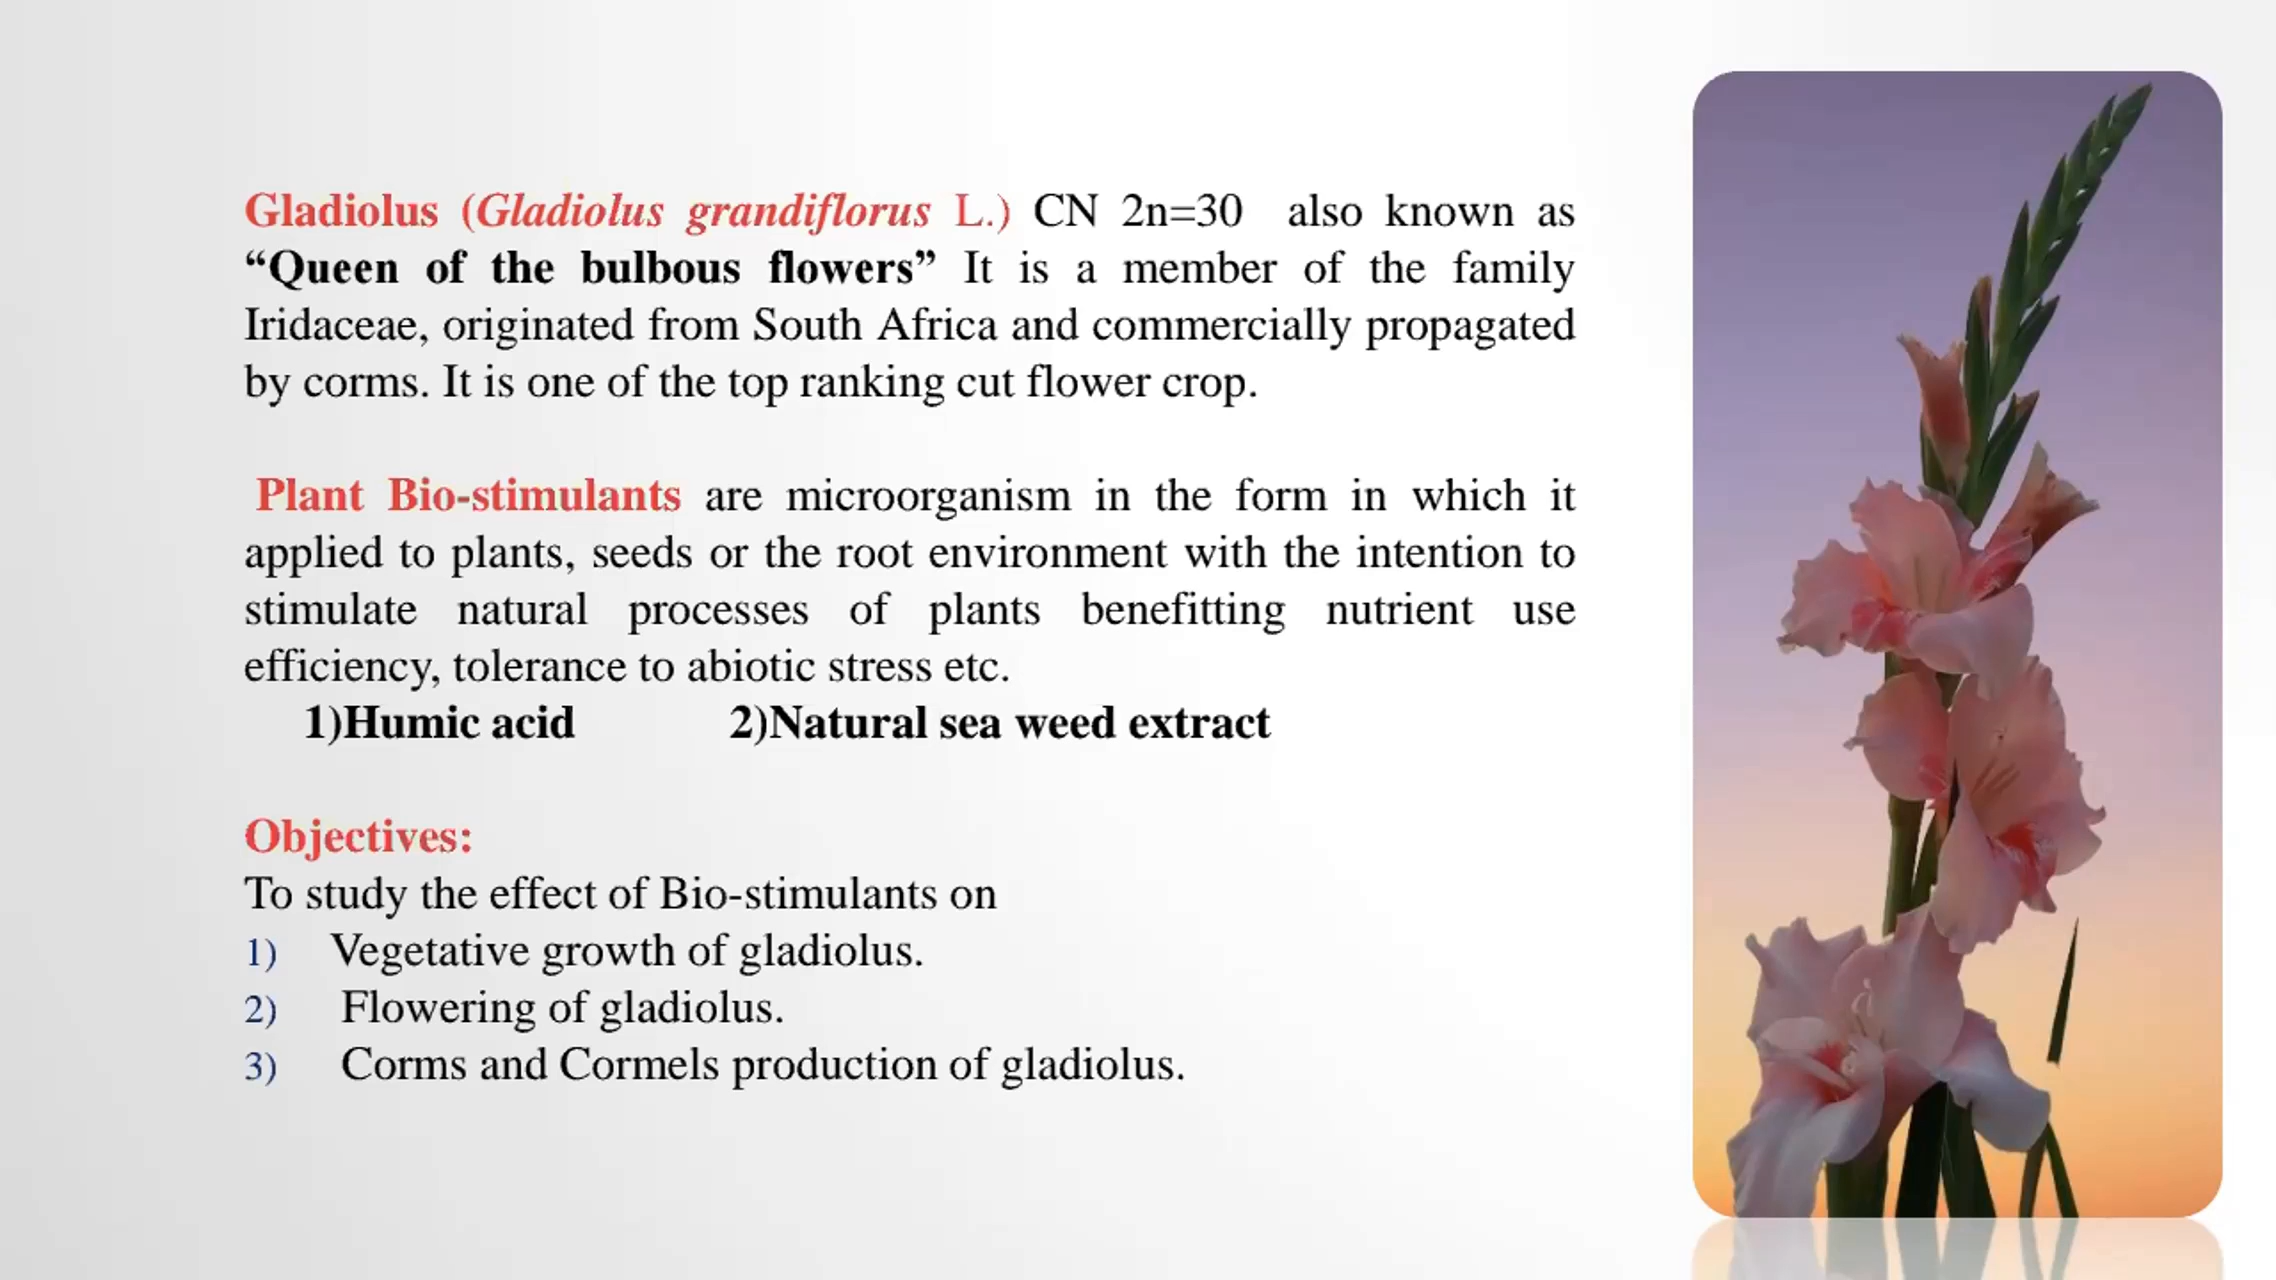 Gladiolus (Gladiolus grandiflorus L.) CN 2n=30 also known as
“Queen of the bulbous flowers” It is a member of the family
Iridaceae, originated from South Africa and commercially propagated
by corms. It is one of the top ranking cut flower crop.
Plant Bio-stimulants are microorganism in the form in which it
applied to plants, seeds or the root environment with the intention to
stimulate natural processes of plants benefitting nutrient use
efficiency, tolerance to abiotic stress etc.
1)Humic acid 2)Natural sea weed extract
Objectives:
To study the effect of Bio-stimulants on
1) Vegetative growth of gladiolus.
2) Flowering of gladiolus.
3) Corms and Cormels production of gladiolus.